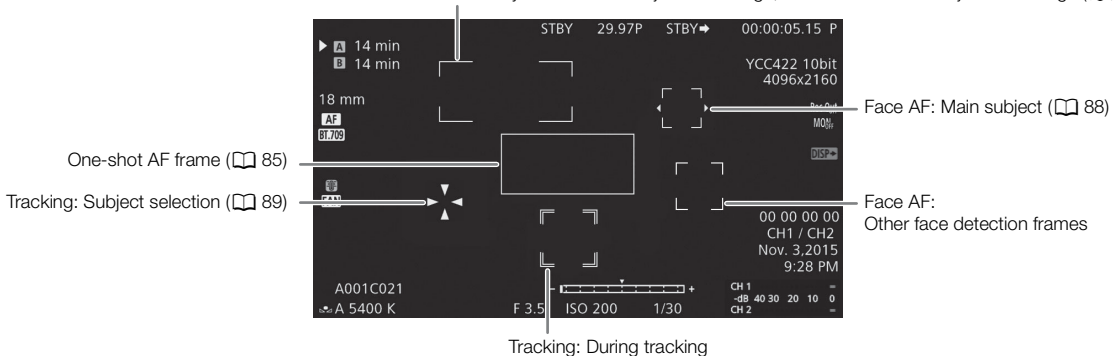 STBY 29.97P STBY➡ 00:00:05.15 P
▶ A 14 min
B 14 min
YCC422 10bit
4096x2160
18 mm
AF
BT.709
MON OFF
DISP➡
Face AF: Main subject (📖 88)
One-shot AF frame (📖 85)
Tracking: Subject selection (📖 89)
FAN
Face AF:
Other face detection frames
00 00 00 00
CH1 / CH2
Nov. 3,2015
9:28 PM
A001C021
A 5400 K
F 3.5 ISO 200 1/30
- +
CH 1
-dB 40 30 20 10 0
CH 2
Tracking: During tracking